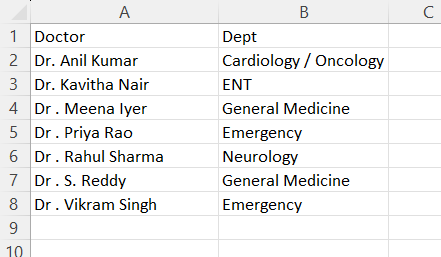 A B C
1 Doctor Dept
2 Dr. Anil Kumar Cardiology / Oncology
3 Dr. Kavitha Nair ENT
4 Dr . Meena Iyer General Medicine
5 Dr . Priya Rao Emergency
6 Dr . Rahul Sharma Neurology
7 Dr . S. Reddy General Medicine
8 Dr . Vikram Singh Emergency
9
10